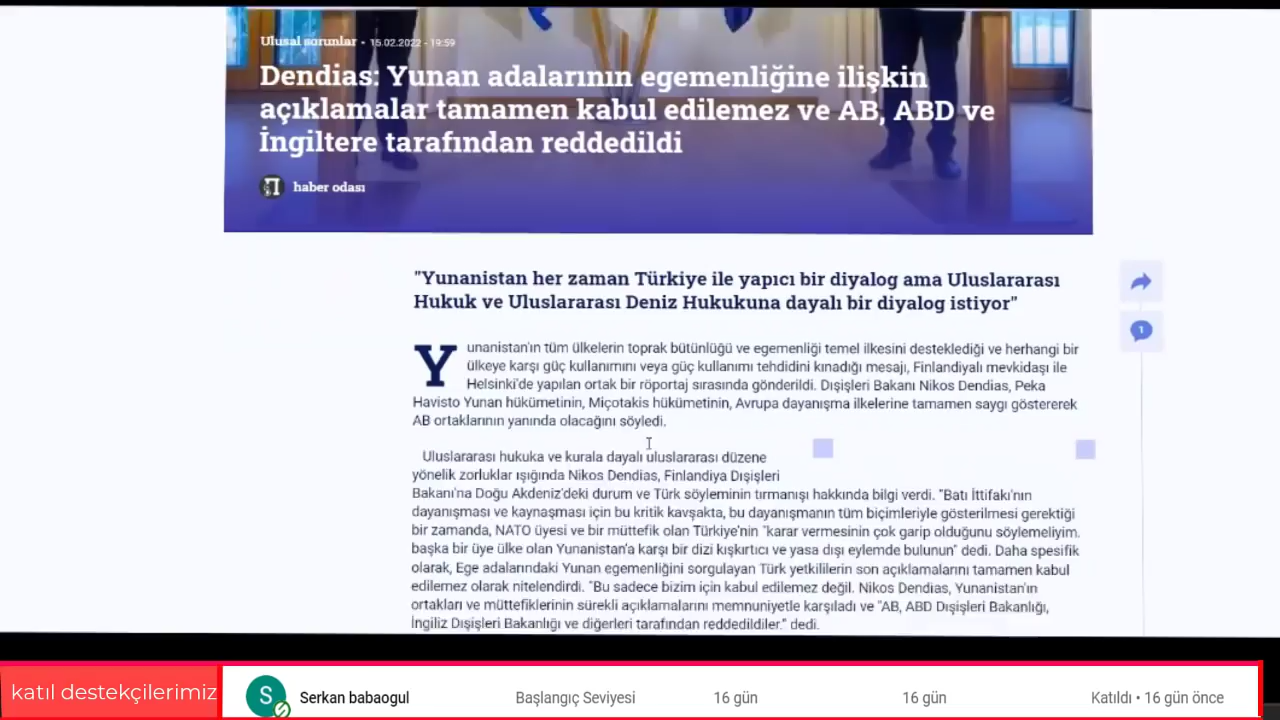 Ulusal sorunlar • 15.02.2022 - 19:59
Dendias: Yunan adalarının egemenliğine ilişkin
açıklamalar tamamen kabul edilemez ve AB, ABD ve
İngiltere tarafından reddedildi
haber odası
"Yunanistan her zaman Türkiye ile yapıcı bir diyalog ama Uluslararası
Hukuk ve Uluslararası Deniz Hukukuna dayalı bir diyalog istiyor"
1
Yunanistan'ın tüm ülkelerin toprak bütünlüğü ve egemenliği temel ilkesini desteklediği ve herhangi bir
ülkeye karşı güç kullanımını veya güç kullanımı tehdidini kınadığı mesajı, Finlandiyalı mevkidaşı ile
Helsinki'de yapılan ortak bir röportaj sırasında gönderildi. Dışişleri Bakanı Nikos Dendias, Peka
Havisto Yunan hükümetinin, Miçotakis hükümetinin, Avrupa dayanışma ilkelerine tamamen saygı göstererek
AB ortaklarının yanında olacağını söyledi.
Uluslararası hukuka ve kurala dayalı uluslararası düzene
yönelik zorluklar ışığında Nikos Dendias, Finlandiya Dışişleri
Bakanı'na Doğu Akdeniz'deki durum ve Türk söyleminin tırmanışı hakkında bilgi verdi. "Batı İttifakı'nın
dayanışması ve kaynaşması için bu kritik kavşakta, bu dayanışmanın tüm biçimleriyle gösterilmesi gerektiği
bir zamanda, NATO üyesi ve bir müttefik olan Türkiye'nin "karar vermesinin çok garip olduğunu söylemeliyim.
başka bir üye ülke olan Yunanistan'a karşı bir dizi kışkırtıcı ve yasa dışı eylemde bulunun" dedi. Daha spesifik
olarak, Ege adalarındaki Yunan egemenliğini sorgulayan Türk yetkililerin son açıklamalarını tamamen kabul
edilemez olarak nitelendirdi. "Bu sadece bizim için kabul edilemez değil. Nikos Dendias, Yunanistan'ın
ortakları ve müttefiklerinin sürekli açıklamalarını memnuniyetle karşıladı ve "AB, ABD Dışişleri Bakanlığı,
İngiliz Dışişleri Bakanlığı ve diğerleri tarafından reddedildiler." dedi.
katıl destekçilerimiz S Serkan babaogul Başlangıç Seviyesi 16 gün 16 gün Katıldı • 16 gün önce